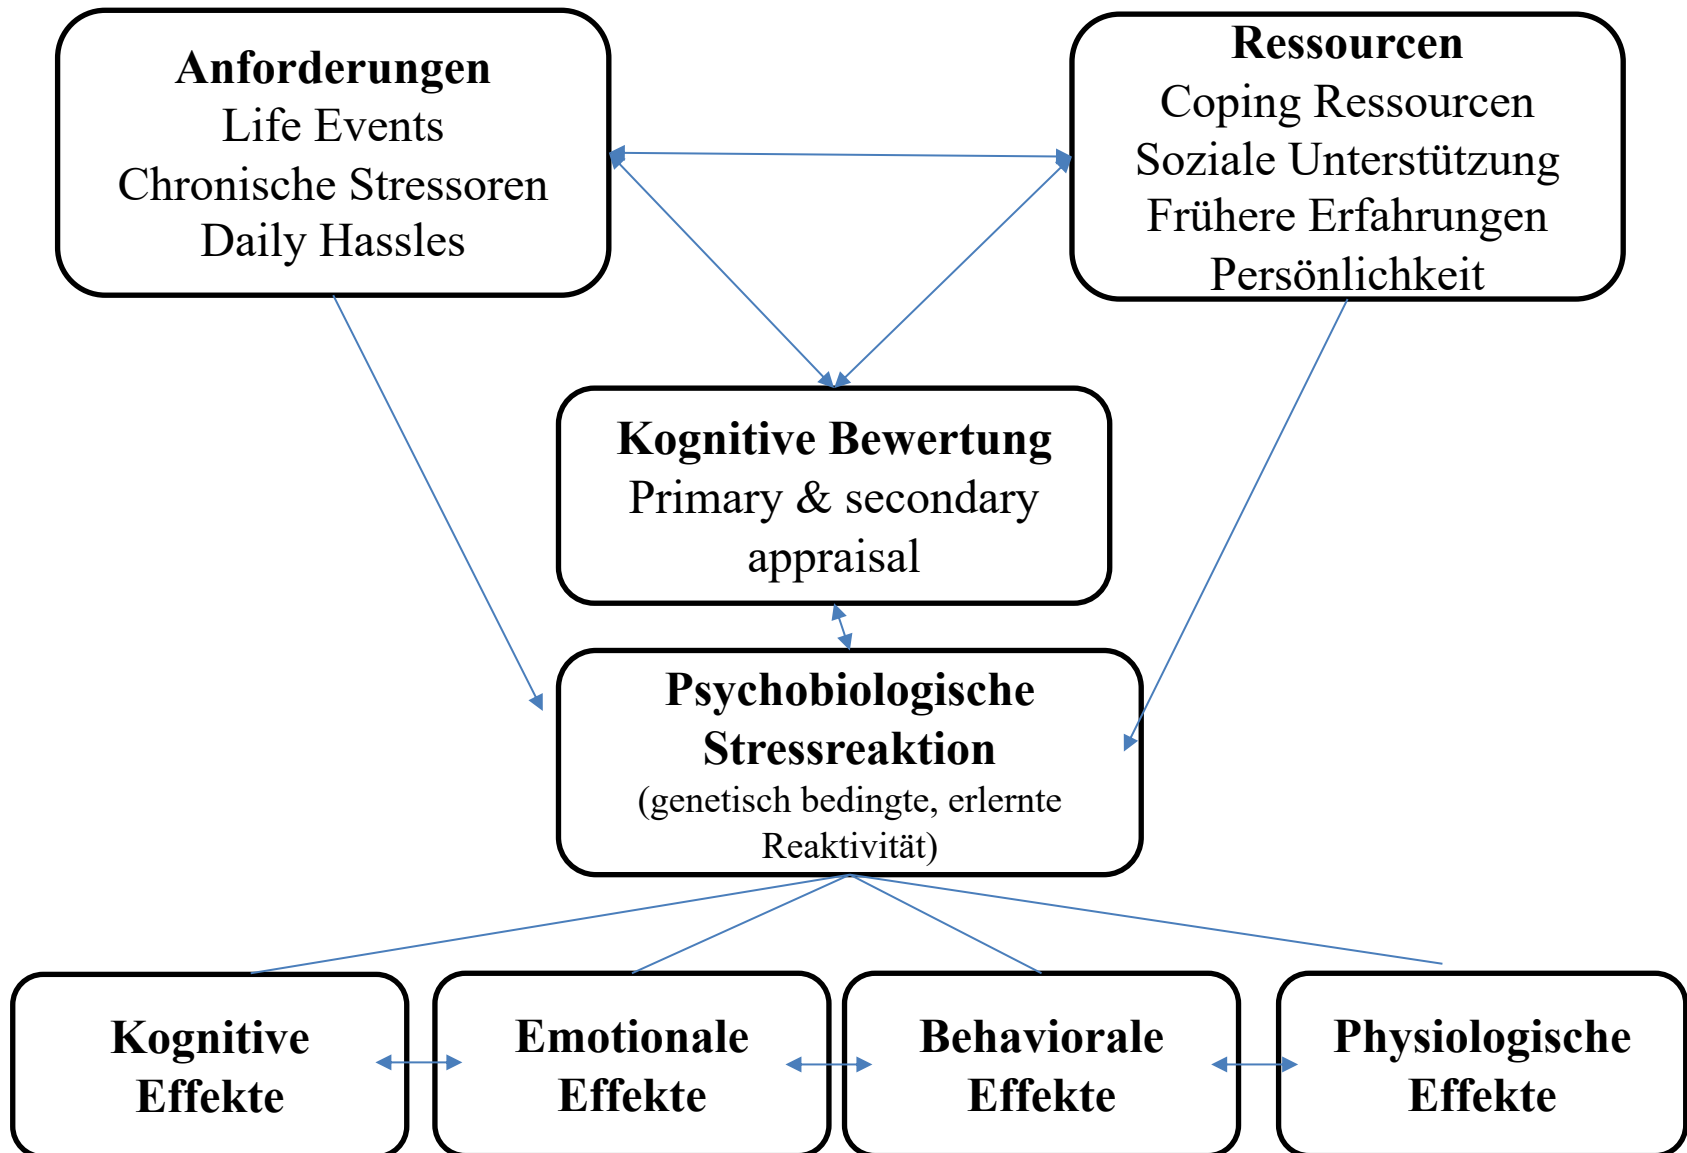 Anforderungen
Life Events
Chronische Stressoren
Daily Hassles
Ressourcen
Coping Ressourcen
Soziale Unterstützung
Frühere Erfahrungen
Persönlichkeit
Kognitive Bewertung
Primary & secondary
appraisal
Psychobiologische
Stressreaktion
(genetisch bedingte, erlernte
Reaktivität)
Kognitive
Effekte
Emotionale
Effekte
Behaviorale
Effekte
Physiologische
Effekte